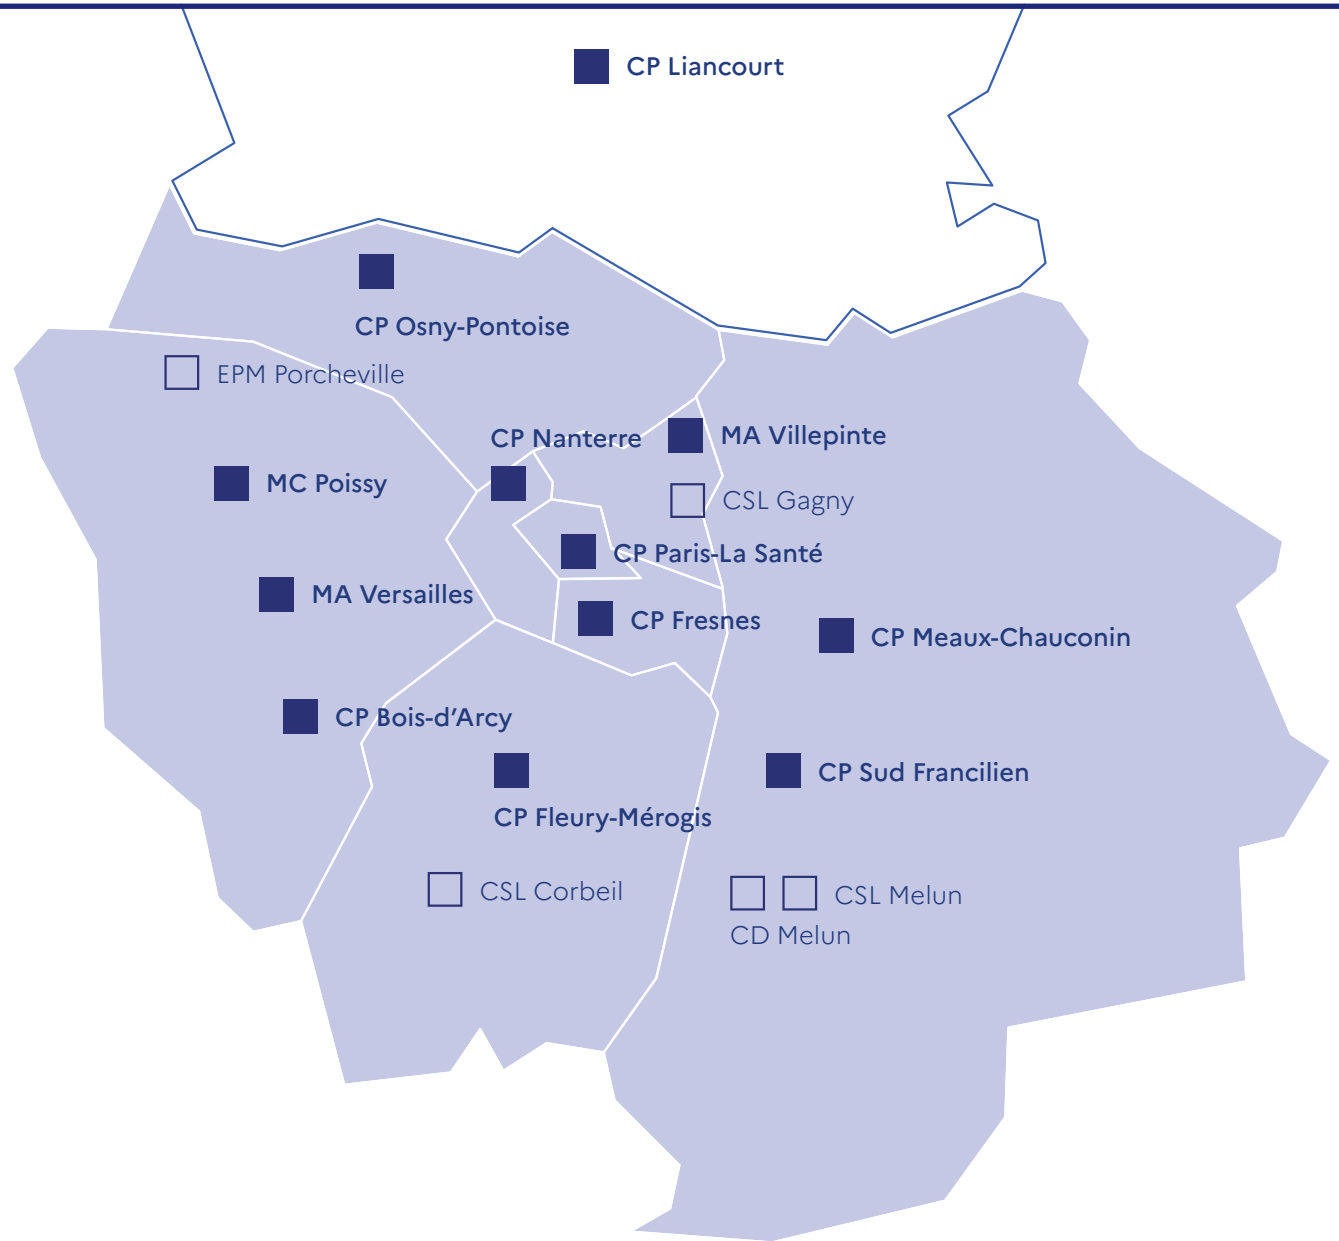 CP Liancourt
CP Osny-Pontoise
EPM Porcheville
CP Nanterre
MA Villepinte
MC Poissy
CSL Gagny
CP Paris-La Santé
MA Versailles
CP Fresnes
CP Meaux-Chauconin
CP Bois-d’Arcy
CP Sud Francilien
CP Fleury-Mérogis
CSL Corbeil
CSL Melun
CD Melun